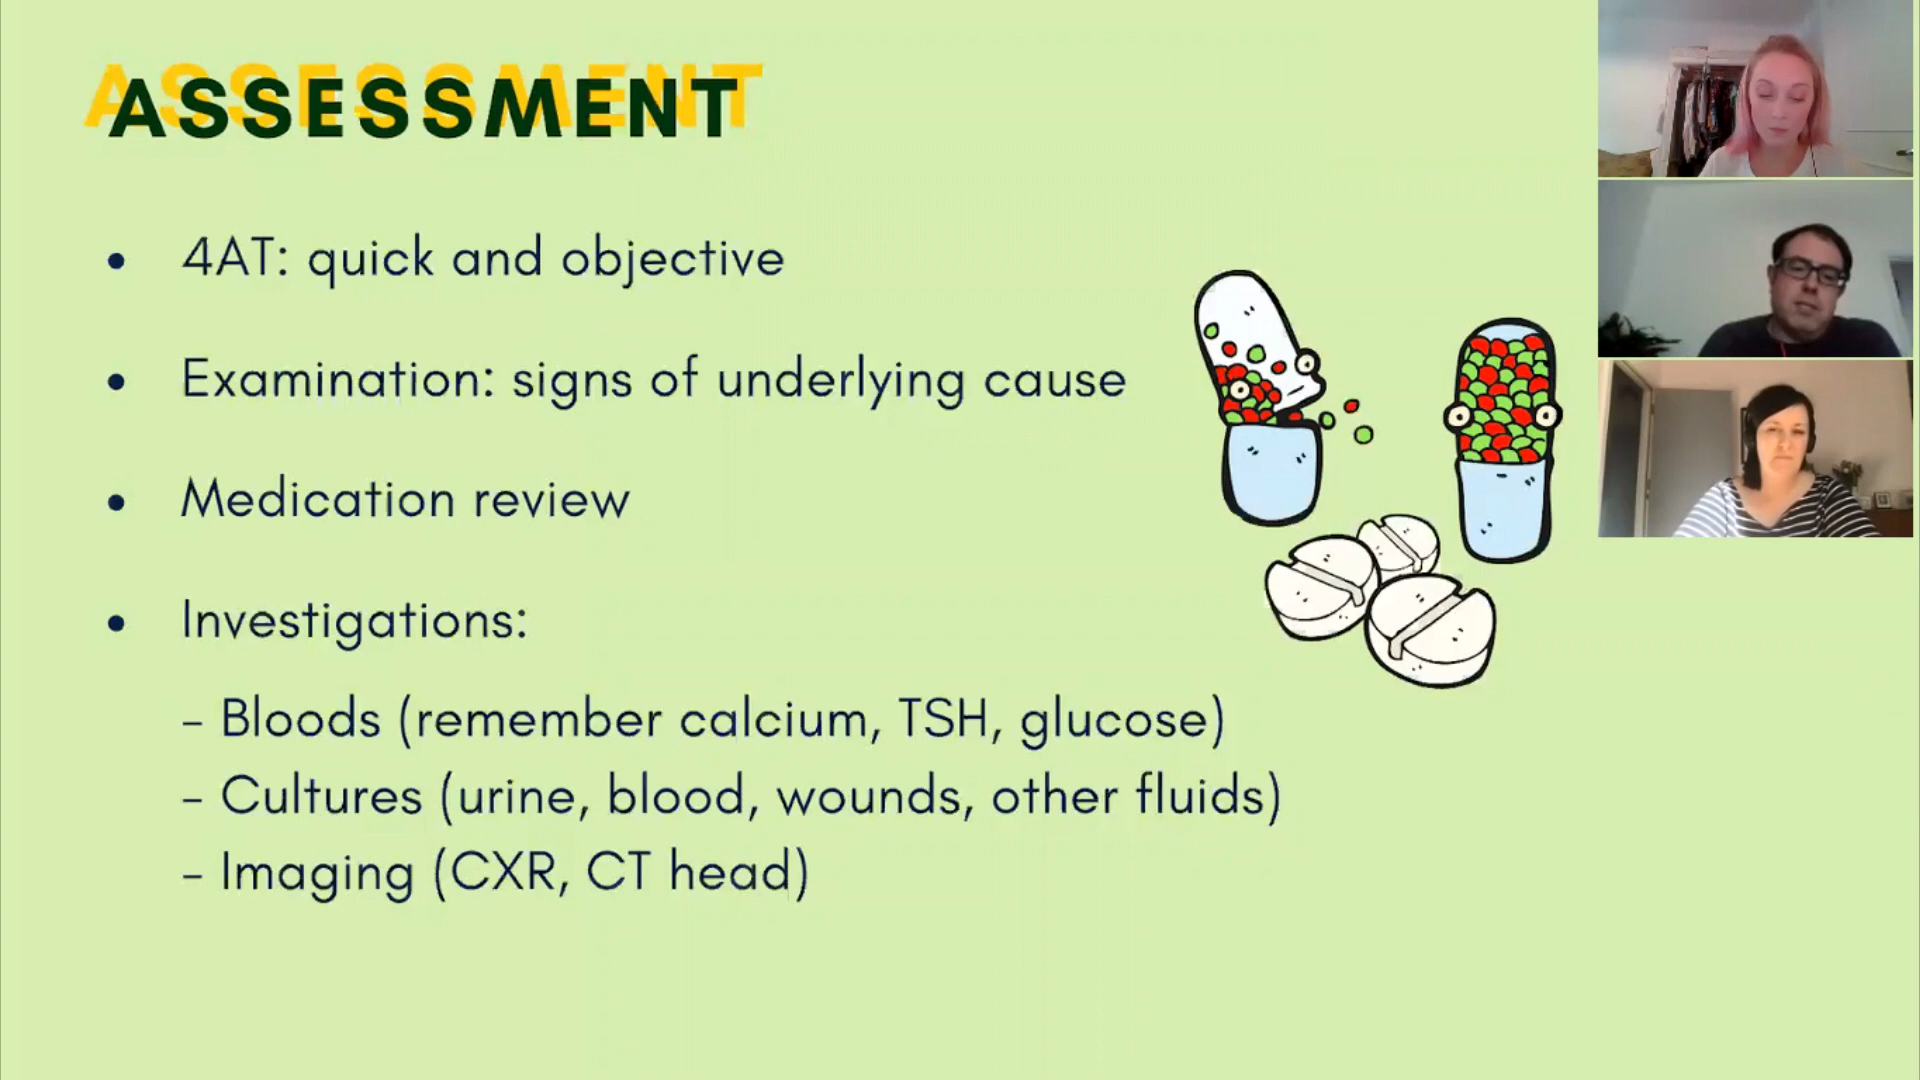 ASSESSMENT
• 4AT: quick and objective
• Examination: signs of underlying cause
• Medication review
• Investigations:
– Bloods (remember calcium, TSH, glucose)
– Cultures (urine, blood, wounds, other fluids)
– Imaging (CXR, CT head)